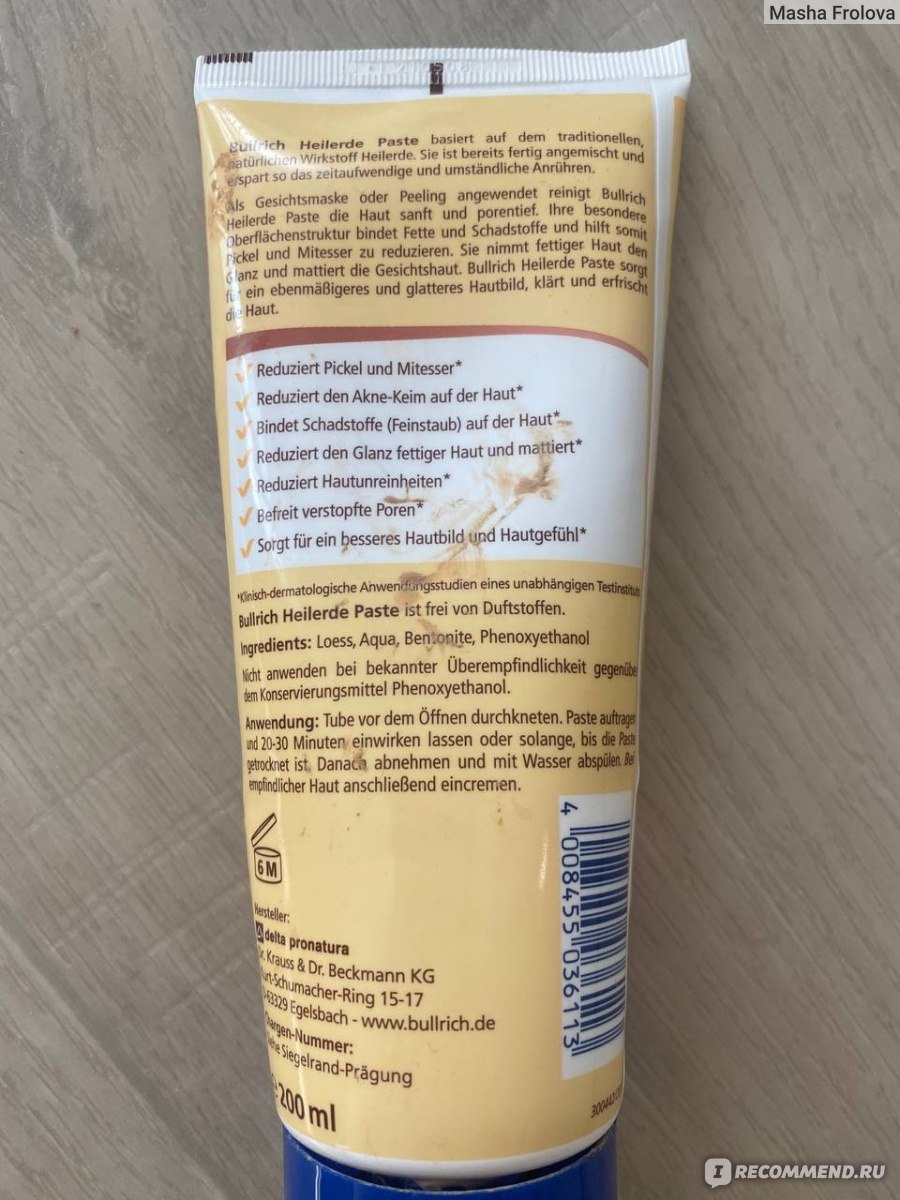 Masha Frolova
Bullrich Heilerde Paste basiert auf dem traditionellen,
natürlichen Wirkstoff Heilerde. Sie ist bereits fertig angemischt und
erspart so das zeitaufwendige und umständliche Anrühren.
Als Gesichtsmaske oder Peeling angewendet reinigt Bullrich
Heilerde Paste die Haut sanft und porentief. Ihre besondere
Oberflächenstruktur bindet Fette und Schadstoffe und hilft somit
Pickel und Mitesser zu reduzieren. Sie nimmt fettiger Haut den
Glanz und mattiert die Gesichtshaut. Bullrich Heilerde Paste sorgt
für ein ebenmäßigeres und glatteres Hautbild, klärt und erfrischt
die Haut.
Reduziert Pickel und Mitesser*
Reduziert den Akne-Keim auf der Haut*
Bindet Schadstoffe (Feinstaub) auf der Haut*
Reduziert den Glanz fettiger Haut und mattiert*
Reduziert Hautunreinheiten*
Befreit verstopfte Poren*
Sorgt für ein besseres Hautbild und Hautgefühl*
*Klinisch-dermatologische Anwendungsstudien eines unabhängigen Testinstituts
Bullrich Heilerde Paste ist frei von Duftstoffen.
Ingredients: Loess, Aqua, Bentonite, Phenoxyethanol
Nicht anwenden bei bekannter Überempfindlichkeit gegenüber
dem Konservierungsmittel Phenoxyethanol.
Anwendung: Tube vor dem Öffnen durchkneten. Paste auftragen
und 20-30 Minuten einwirken lassen oder solange, bis die Paste
getrocknet ist. Danach abnehmen und mit Wasser abspülen. Bei
empfindlicher Haut anschließend eincremen.
6 M
Hersteller:
delta pronatura
Dr. Krauss & Dr. Beckmann KG
Kurt-Schumacher-Ring 15-17
D-63329 Egelsbach - www.bullrich.de
Chargen-Nummer:
Siehe Siegelrand-Prägung
200 ml
4 008455 036113
IRECOMMEND.RU